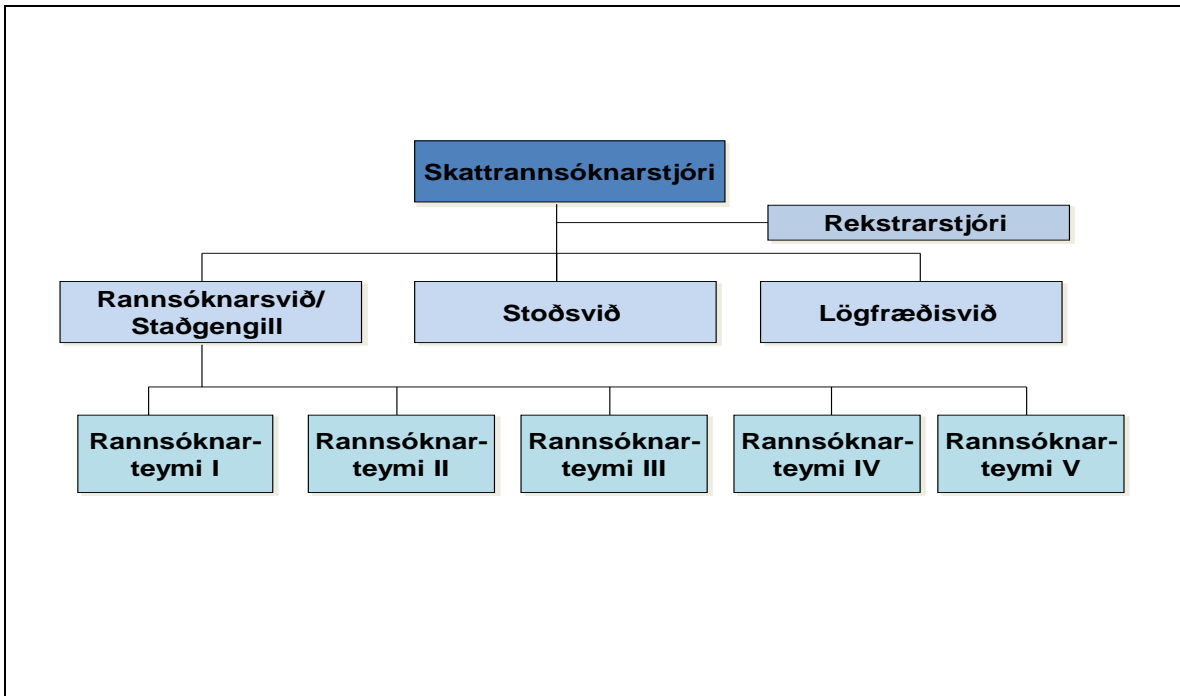 Skattrannsóknarstjóri
Rekstrarstjóri
Rannsóknarsvið/
Staðgengill
Stoðsvið
Lögfræðisvið
Rannsóknar-
teymi I
Rannsóknar-
teymi II
Rannsóknar-
teymi III
Rannsóknar-
teymi IV
Rannsóknar-
teymi V